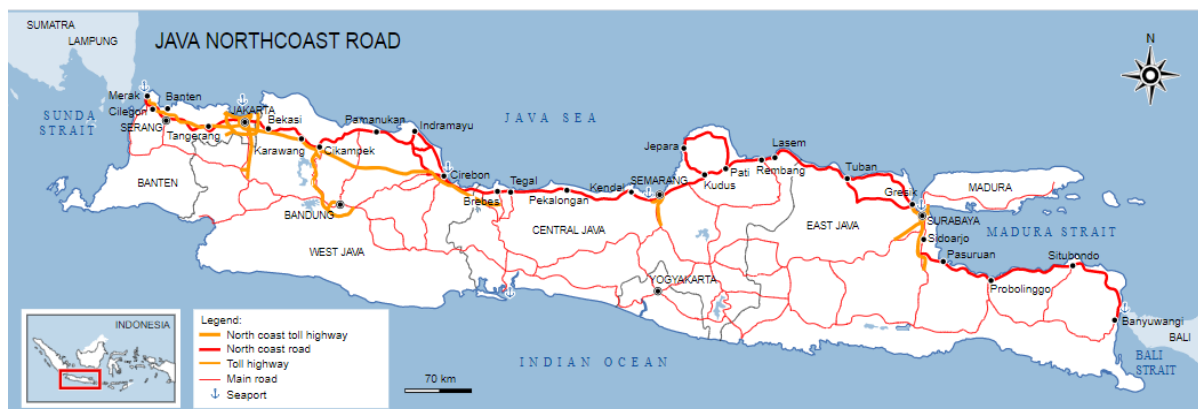 SUMATRA
LAMPUNG
JAVA NORTHCOAST ROAD
N
Merak
Banten
Cilegon
SUNDA
STRAIT
SERANG
JAKARTA
Tangerang
Bekasi
Karawang
Cikampek
Pamanukan
Indramayu
JAVA SEA
Cirebon
BANTEN
BANDUNG
WEST JAVA
Brebes
Tegal
Pekalongan
Kendal
SEMARANG
CENTRAL JAVA
Jepara
Kudus
Pati
Rembang
Lasem
Tuban
Gresik
MADURA
SURABAYA
MADURA STRAIT
EAST JAVA
Sidoarjo
Pasuruan
Situbondo
Probolinggo
YOGYAKARTA
Banyuwangi
BALI
BALI
STRAIT
INDIAN OCEAN
INDONESIA
Legend:
North coast toll highway
North coast road
Toll highway
Main road
Seaport
70 km